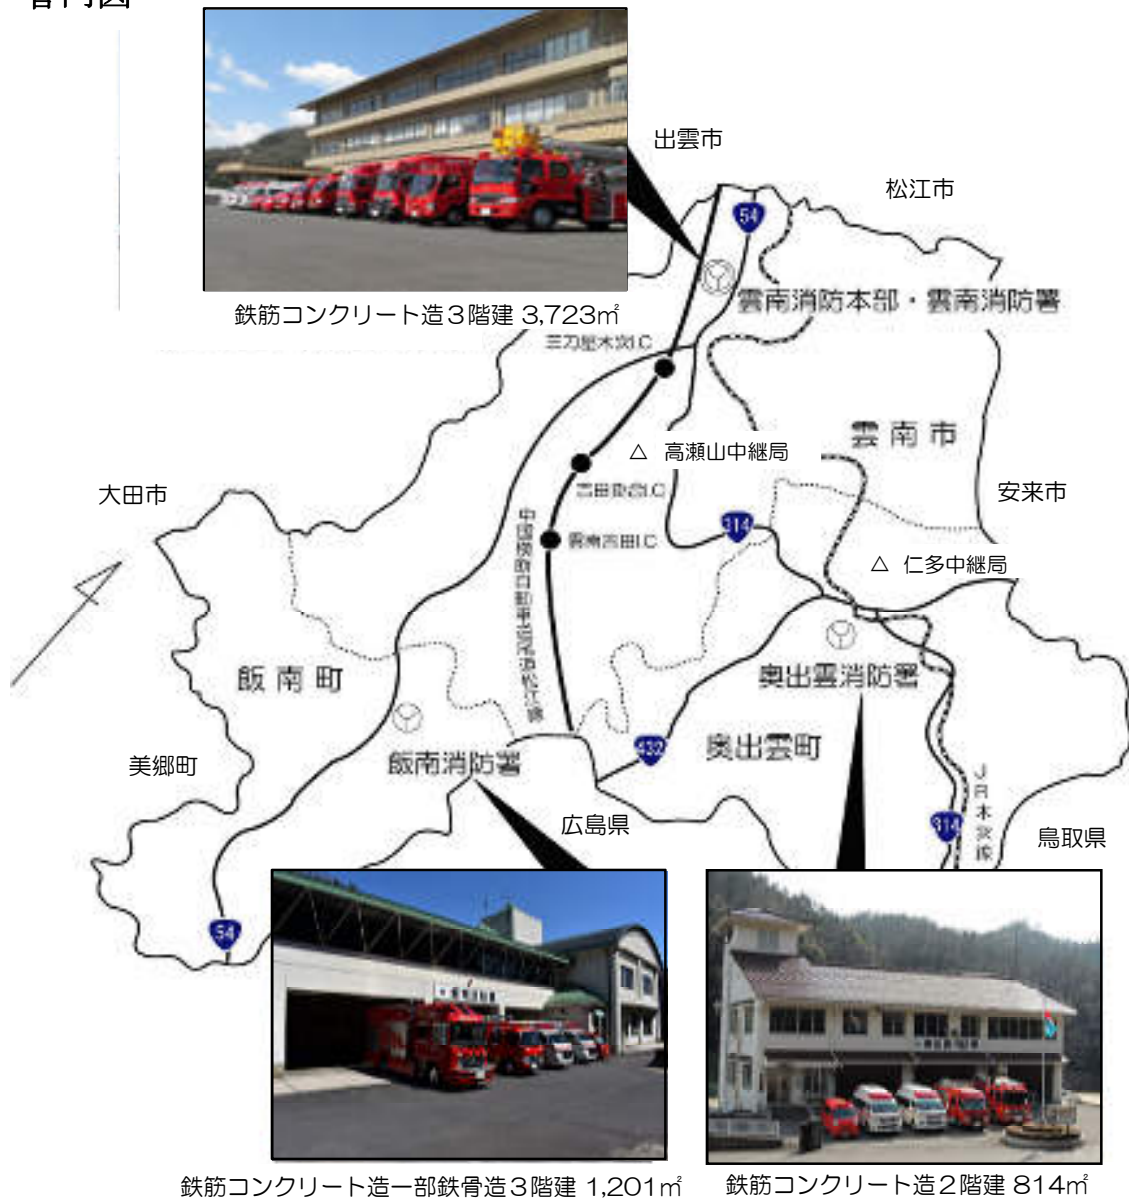 管内図
出雲市
松江市
54
雲南消防本部・雲南消防署
鉄筋コンクリート造3階建 3,723㎡
三刀屋木次I.C
雲南市
△ 高瀬山中継局
大田市
吉田掛合I.C
安来市
314
雲南吉田I.C
△ 仁多中継局
中国横断自動車道尾道松江線
飯南町
奥出雲消防署
432
奥出雲町
美郷町
飯南消防署
JR木次線
広島県
314
鳥取県
54
鉄筋コンクリート造一部鉄骨造3階建 1,201㎡
鉄筋コンクリート造2階建 814㎡